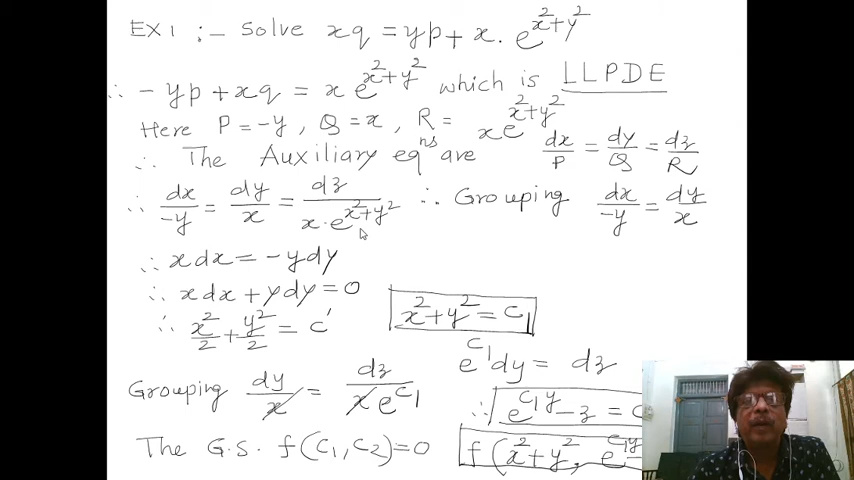 EX 1 :- Solve xq = yp + x. e^(x²+y²)
∴ -yp + xq = x e^(x²+y²) which is LLPDE
Here P = -y, Q = x, R = x e^(x²+y²)
∴ The Auxiliary eqⁿˢ are dx/P = dy/Q = dz/R
∴ dx/-y = dy/x = dz/x.e^(x²+y²) ∴ Grouping dx/-y = dy/x
∴ xdx = -ydy
∴ xdx + ydy = 0
∴ x²/2 + y²/2 = c'
x² + y² = c₁
Grouping dy/x = dz/x e^c₁
e^c₁ dy = dz
∴ e^c₁ y - z = c
The G.S. f(c₁, c₂) = 0
f(x²+y², e^c₁ y -